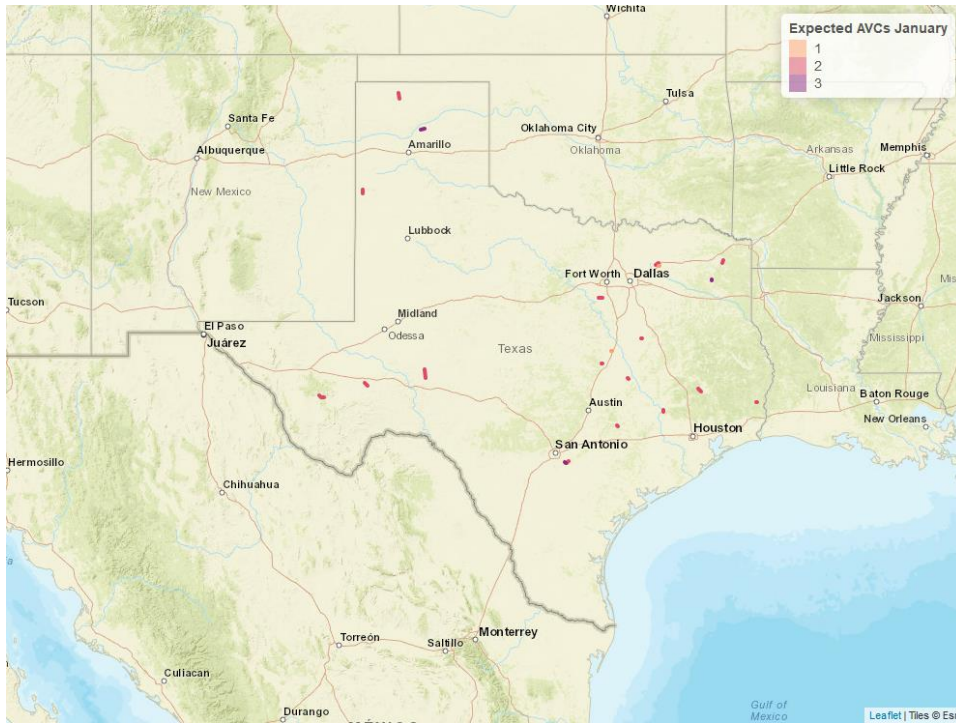 Wichita
Expected AVCs January
1
2
3
Tulsa
Santa Fe
Oklahoma City
Oklahoma
Amarillo
Albuquerque
Arkansas
Memphis
Little Rock
New Mexico
Lubbock
Fort Worth
Dallas
Tucson
Midland
Odessa
Mis
Jackson
El Paso
Juárez
Texas
Mississippi
Louisiana
Baton Rouge
Austin
New Orleans
San Antonio
Houston
Hermosillo
Chihuahua
Torreón
Saltillo
Monterrey
Culiacan
Durango
Gulf of
Mexico
Leaflet | Tiles © Esr